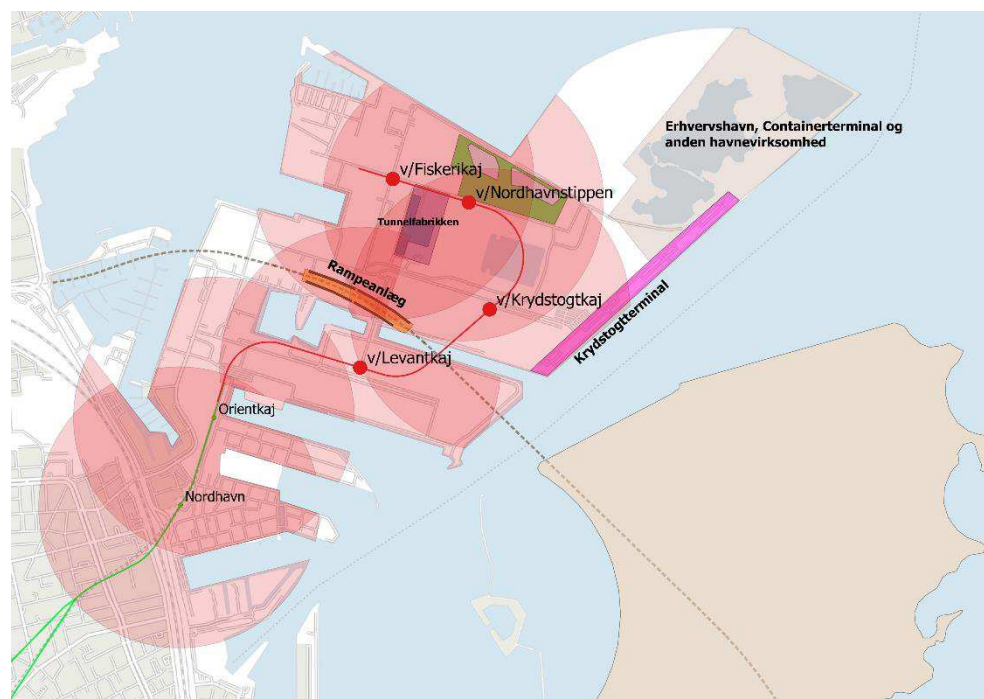 Erhvervshavn, Containerterminal og
anden havnevirksomhed
v/Fiskerikaj
v/Nordhavnstippen
Tunnelfabrikken
Rampeanlæg
v/Krydstogtkaj
Krydstogtterminal
v/Levantkaj
Orientkaj
Nordhavn